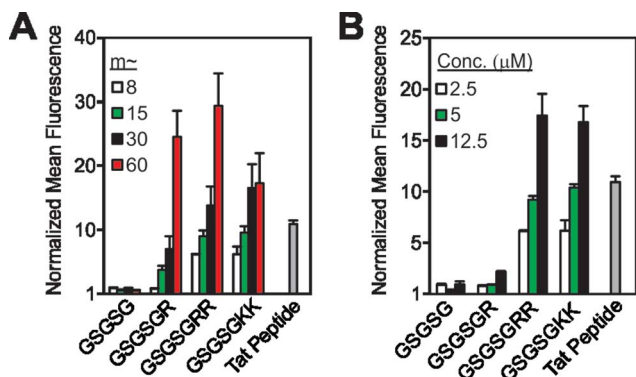 A
Normalized Mean Fluorescence
40
30
20
10
1
m~
8
15
30
60
GSGSG
GSGSGR
GSGSGRR
GSGSGKK
Tat Peptide
B
Normalized Mean Fluorescence
25
20
15
10
5
1
Conc. (μM)
2.5
5
12.5
GSGSG
GSGSGR
GSGSGRR
GSGSGKK
Tat Peptide